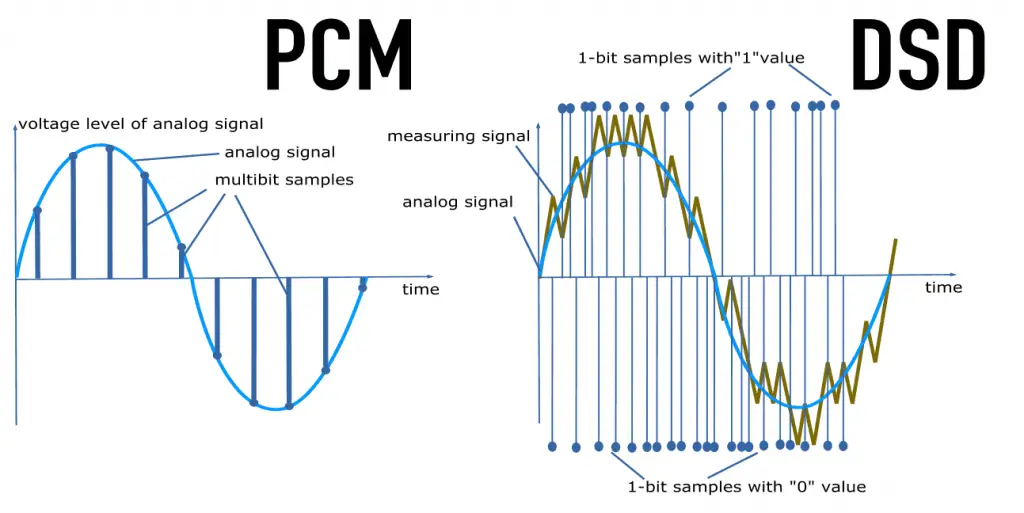 PCM
voltage level of analog signal
analog signal
multibit samples
time
DSD
1-bit samples with"1"value
measuring signal
analog signal
time
1-bit samples with "0" value